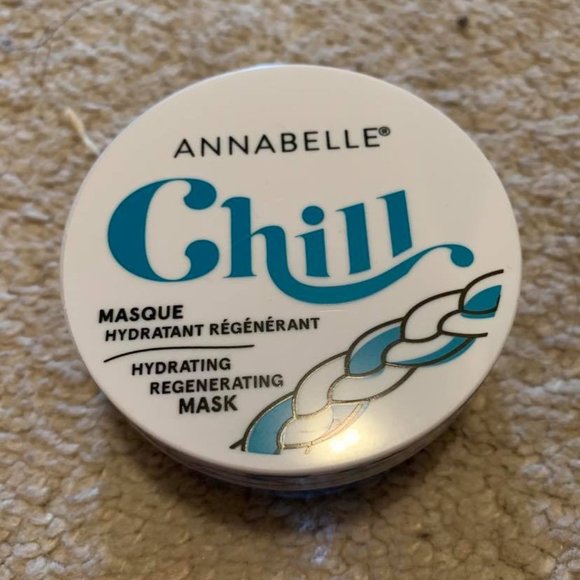 ANNABELLE®
Chill
MASQUE
HYDRATANT RÉGÉNÉRANT
HYDRATING
REGENERATING
MASK